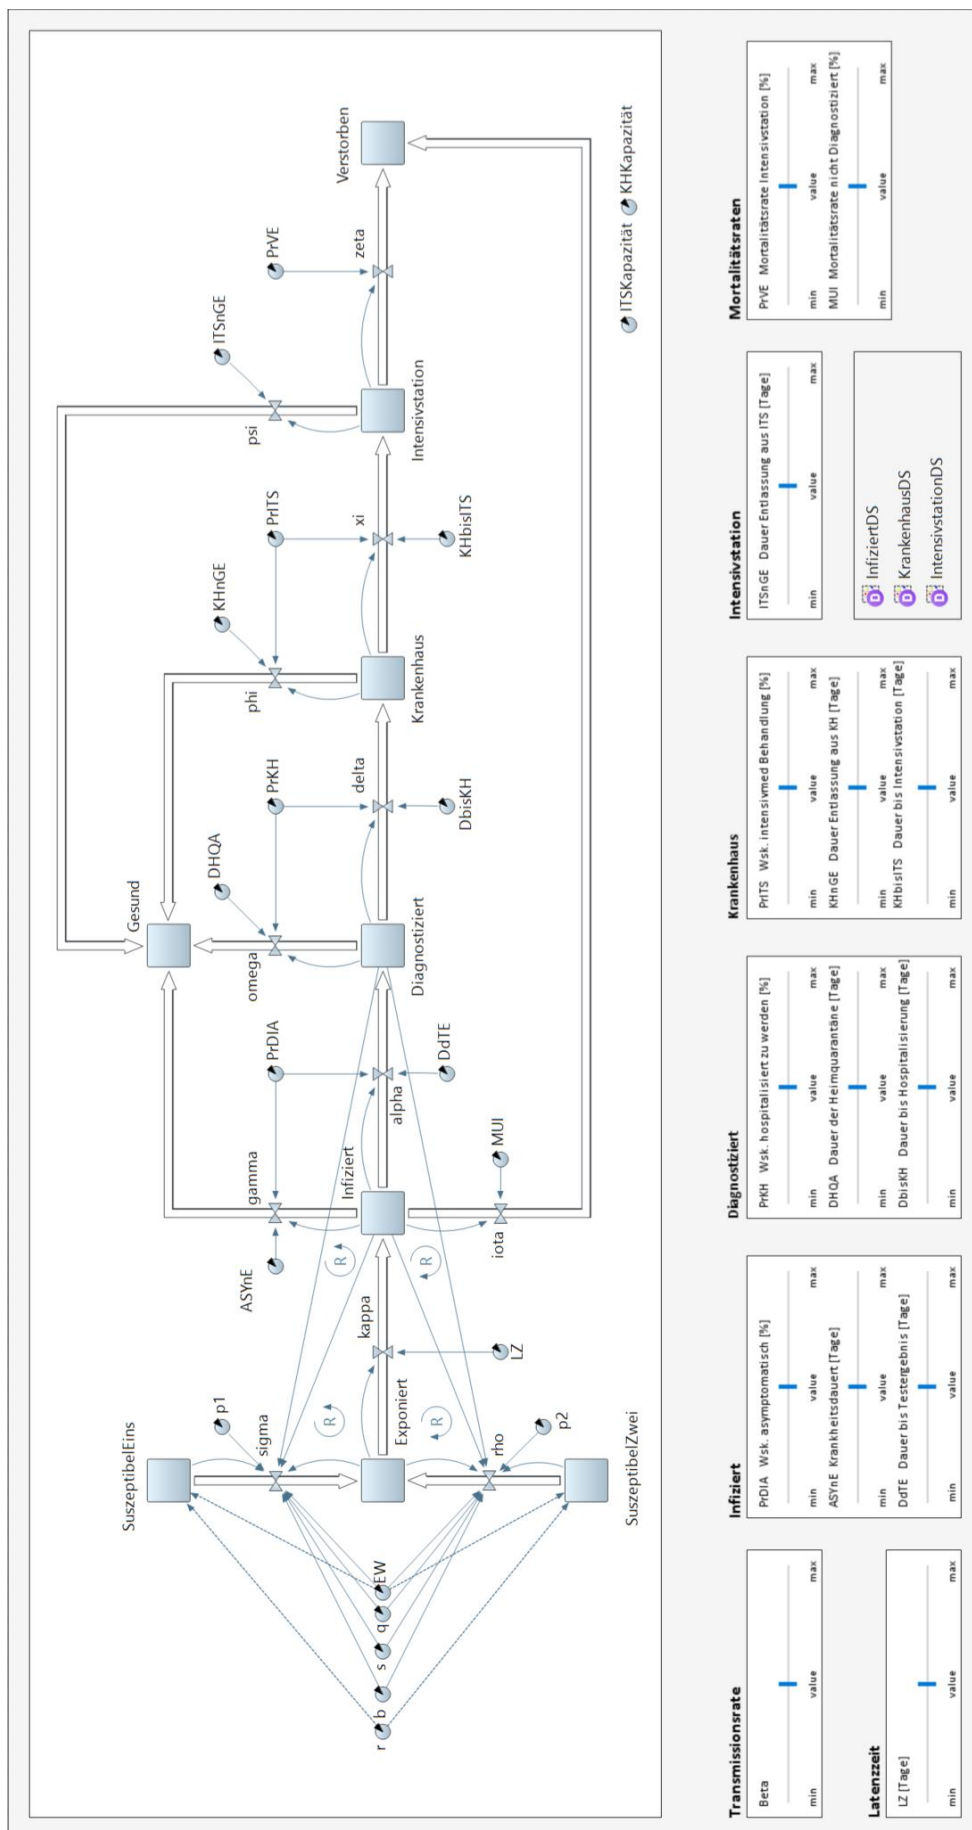 SuszeptibelEins
p1
sigma
r
b
s
q
EW
Exponiert
R
R
rho
p2
SuszeptibelZwei
kappa
LZ
ASYnE
gamma
R
R
Infiziert
iota
MUI
PrDIA
alpha
DdTE
Gesund
omega
DHQA
Diagnostiziert
PrKH
delta
DbisKH
phi
KHnGE
Krankenhaus
PrITS
xi
KHbisITS
psi
ITSnGE
Intensivstation
PrVE
zeta
Verstorben
ITSKapazität
KHKapazität
Transmissionsrate
Beta
min value max
Latenzzeit
LZ [Tage]
min value max
Infiziert
PrDIA Wsk. asymptomatisch [%]
min value max
ASYnE Krankheitsdauert [Tage]
min value max
DdTE Dauer bis Testergebnis [Tage]
min value max
Diagnostiziert
PrKH Wsk. hospitalisiert zu werden [%]
min value max
DHQA Dauer der Heimquarantäne [Tage]
min value max
DbisKH Dauer bis Hospitalisierung [Tage]
min value max
Krankenhaus
PrITS Wsk. intensivmed Behandlung [%]
min value max
KHnGE Dauer Entlassung aus KH [Tage]
min value max
KHbisITS Dauer bis Intensivstation [Tage]
min value max
Intensivstation
ITSnGE Dauer Entlassung aus ITS [Tage]
min value max
D InfiziertDS
D KrankenhausDS
D IntensivstationDS
Mortalitätsraten
PrVE Mortalitätsrate Intensivstation [%]
min value max
MUI Mortalitätsrate nicht Diagnostiziert [%]
min value max